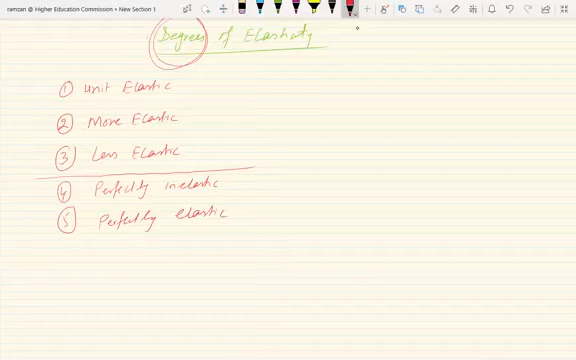 ramzan @ Higher Education Commission » New Section 1
Degrees of Elasticity
1 Unit Elastic
2 More Elastic
3 Less Elastic
4 Perfectly inelastic
5 Perfectly elastic